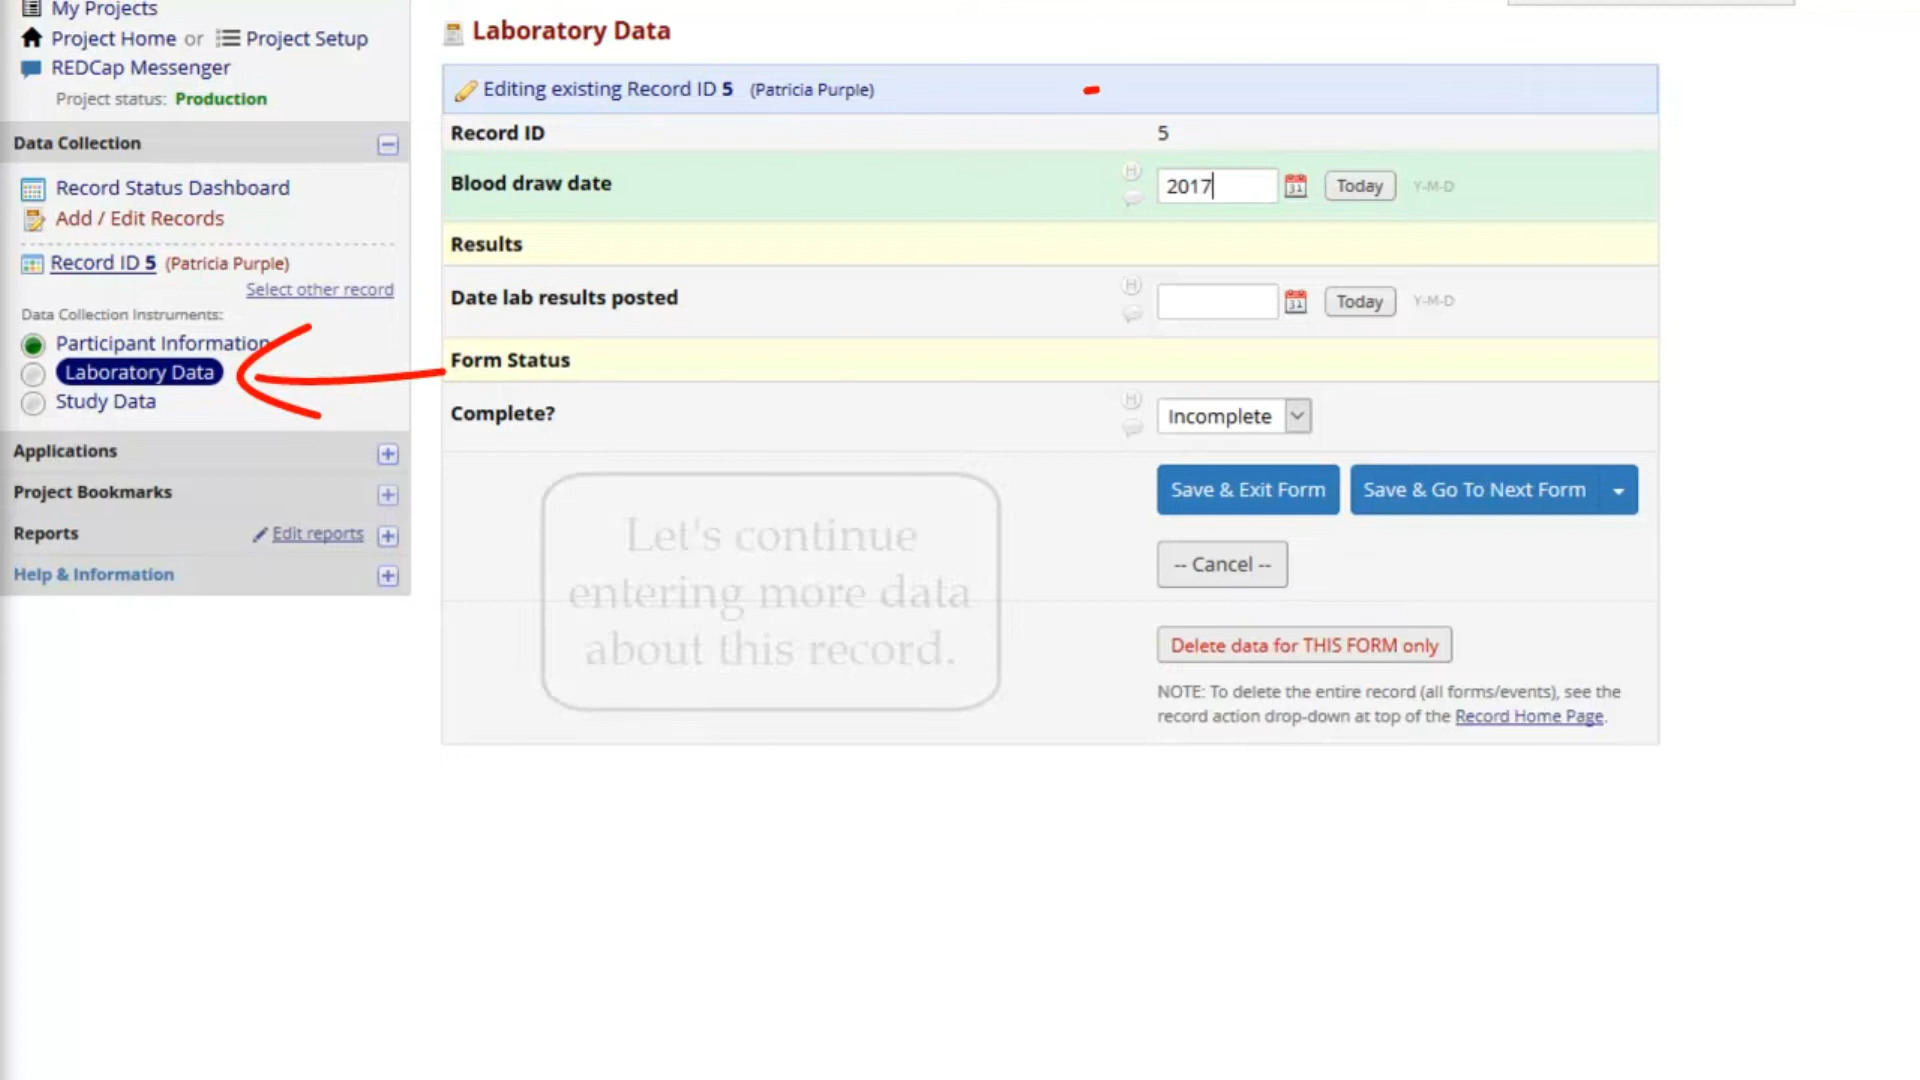 My Projects
Project Home or Project Setup
REDCap Messenger
Project status: Production
Data Collection
Record Status Dashboard
Add / Edit Records
Record ID 5 (Patricia Purple)
Select other record
Data Collection Instruments:
Participant Information
Laboratory Data
Study Data
Applications
Project Bookmarks
Reports Edit reports
Help & Information
Laboratory Data
Editing existing Record ID 5 (Patricia Purple)
Record ID 5
Blood draw date H 2017 31 Today Y-M-D
Results
Date lab results posted H 31 Today Y-M-D
Form Status
Complete? H Incomplete
Save & Exit Form Save & Go To Next Form
-- Cancel --
Let's continue
entering more data
about this record.
Delete data for THIS FORM only
NOTE: To delete the entire record (all forms/events), see the
record action drop-down at top of the Record Home Page.